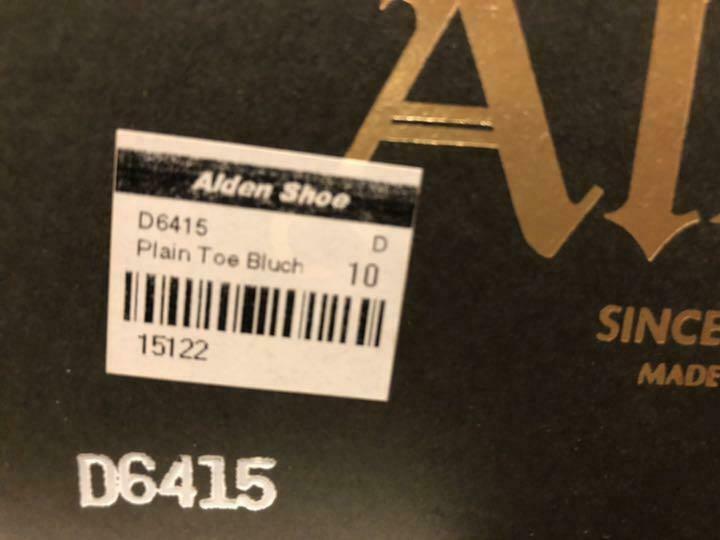 Alden Shoe
D6415
D
Plain Toe Bluch
10
15122
SINCE
MADE
D6415